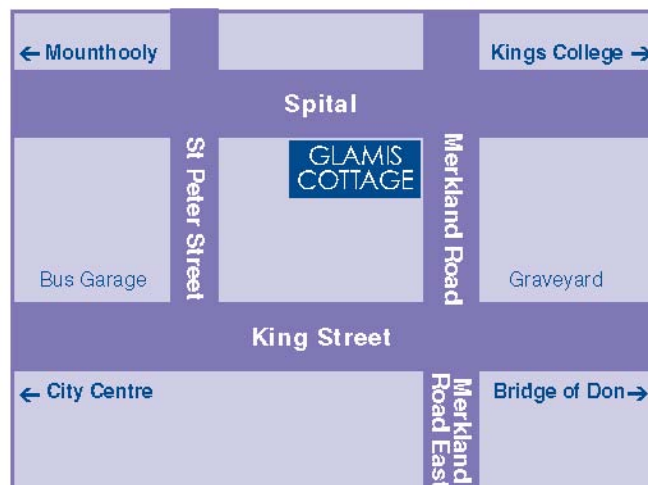 ← Mounthooly
Kings College →
Spital
St Peter Street
GLAMIS
COTTAGE
Merkland Road
Bus Garage
Graveyard
King Street
← City Centre
Merkland
Road East
Bridge of Don→